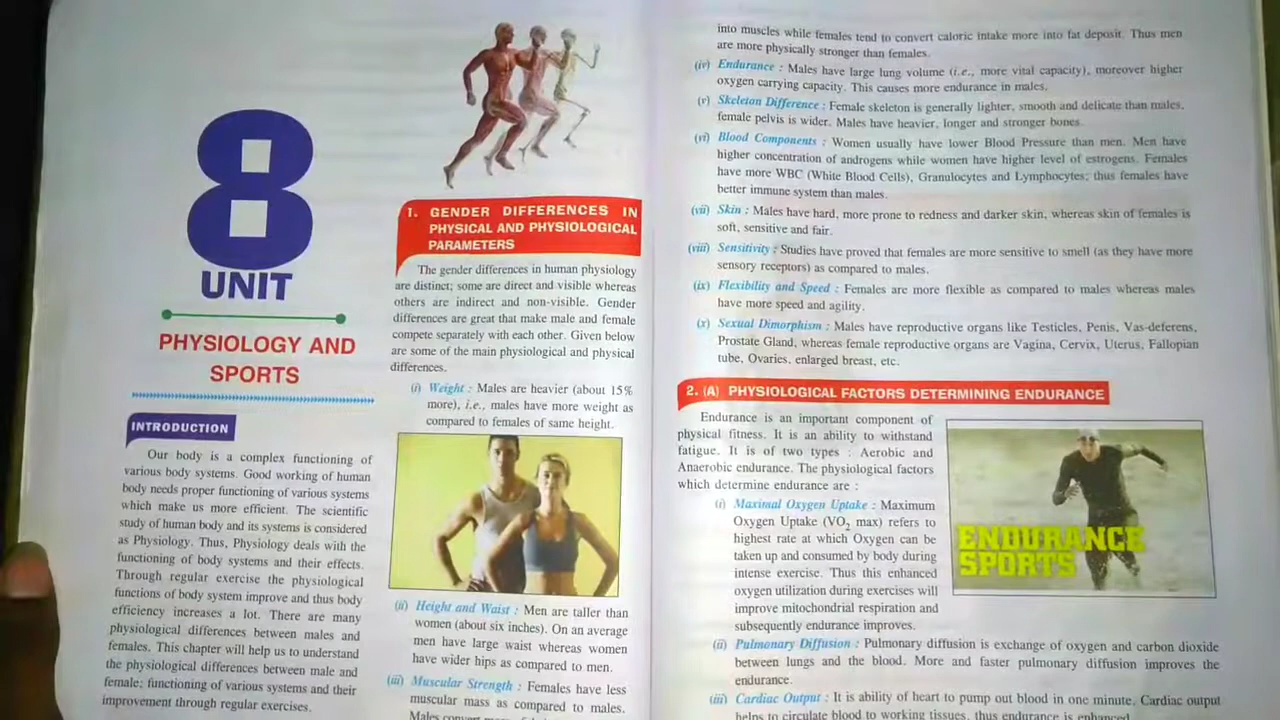 8
UNIT
PHYSIOLOGY AND
SPORTS
INTRODUCTION
Our body is a complex functioning of
various body systems. Good working of human
body needs proper functioning of various systems
which make us more efficient. The scientific
study of human body and its systems is considered
as Physiology. Thus, Physiology deals with the
functioning of body systems and their effects.
Through regular exercise the physiological
functions of body system improve and thus body
efficiency increases a lot. There are many
physiological differences between males and
females. This chapter will help us to understand
the physiological differences between male and
female; functioning of various systems and their
improvement through regular exercises.
1. GENDER DIFFERENCES IN
PHYSICAL AND PHYSIOLOGICAL
PARAMETERS
The gender differences in human physiology
are distinct; some are direct and visible whereas
others are indirect and non-visible. Gender
differences are great that make male and female
compete separately with each other. Given below
are some of the main physiological and physical
differences.
(i) Weight : Males are heavier (about 15%
more), i.e., males have more weight as
compared to females of same height.
(ii) Height and Waist : Men are taller than
women (about six inches). On an average
men have large waist whereas women
have wider hips as compared to men.
(iii) Muscular Strength : Females have less
muscular mass as compared to males.
Males
into muscles while females tend to convert caloric intake more into fat deposit. Thus men
are more physically stronger than females.
(iv) Endurance : Males have large lung volume (i.e., more vital capacity), moreover higher
oxygen carrying capacity. This causes more endurance in males.
(v) Skeleton Difference : Female skeleton is generally lighter, smooth and delicate than males,
female pelvis is wider. Males have heavier, longer and stronger bones.
(vi) Blood Components : Women usually have lower Blood Pressure than men. Men have
higher concentration of androgens while women have higher level of estrogens. Females
have more WBC (White Blood Cells), Granulocytes and Lymphocytes; thus females have
better immune system than males.
(vii) Skin : Males have hard, more prone to redness and darker skin, whereas skin of females is
soft, sensitive and fair.
(viii) Sensitivity : Studies have proved that females are more sensitive to smell (as they have more
sensory receptors) as compared to males.
(ix) Flexibility and Speed : Females are more flexible as compared to males whereas males
have more speed and agility.
(x) Sexual Dimorphism : Males have reproductive organs like Testicles, Penis, Vas-deferens,
Prostate Gland, whereas female reproductive organs are Vagina, Cervix, Uterus, Fallopian
tube, Ovaries, enlarged breast, etc.
2. (A) PHYSIOLOGICAL FACTORS DETERMINING ENDURANCE
Endurance is an important component of
physical fitness. It is an ability to withstand
fatigue. It is of two types : Aerobic and
Anaerobic endurance. The physiological factors
which determine endurance are :
(i) Maximal Oxygen Uptake : Maximum
Oxygen Uptake (VO2 max) refers to
highest rate at which Oxygen can be
taken up and consumed by body during
intense exercise. Thus this enhanced
oxygen utilization during exercises will
improve mitochondrial respiration and
subsequently endurance improves.
ENDURANCE
SPORTS
(ii) Pulmonary Diffusion : Pulmonary diffusion is exchange of oxygen and carbon dioxide
between lungs and the blood. More and faster pulmonary diffusion improves the
endurance.
(iii) Cardiac Output : It is ability of heart to pump out blood in one minute. Cardiac output
helps to circulate blood to working tissues, thus endurance is